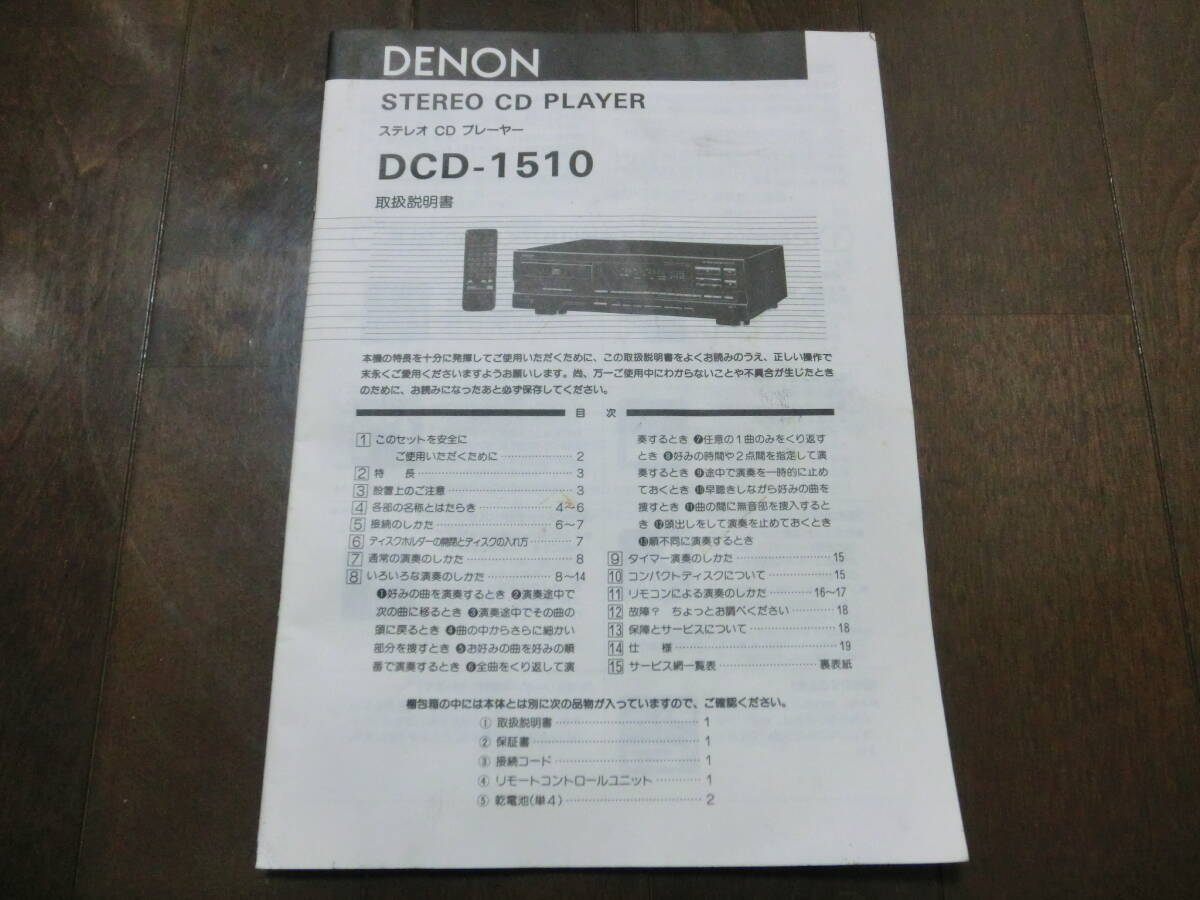 DENON
STEREO CD PLAYER
ステレオ CD プレーヤー
DCD-1510
取扱説明書
本機の特長を十分に発揮してご使用いただくために、この取扱説明書をよくお読みのうえ、正しい操作で
末永くご愛用くださいますようお願いします。尚、万一ご使用中にわからないことや不具合が生じたとき
のために、お読みになったあと必ず保存してください。
目 次
1 このセットを安全に
ご使用いただくために 2
2 特 長 3
3 設置上のご注意 3
4 各部の名称とはたらき 4～6
5 接続のしかた 6～7
6 ディスクホルダーの開閉とディスクの入れ方 7
7 通常の演奏のしかた 8
8 いろいろな演奏のしかた 8～14
❶好みの曲を演奏するとき ❷演奏途中で
次の曲に移るとき ❸演奏途中でその曲の
頭に戻るとき ❹曲の中からさらに細かい
部分を捜すとき ❺お好みの曲を好みの順
番で演奏するとき ❻全曲をくり返して演
奏するとき ❼任意の1曲のみをくり返す
とき ❽好みの時間や2点間を指定して演
奏するとき ❾途中で演奏を一時的に止め
ておくとき ❿早聴きしながら好みの曲を
捜すとき ⓫曲の間に無音部を挿入すると
き ⓬頭出しをして演奏を止めておくとき
⓭順不同に演奏するとき
9 タイマー演奏のしかた 15
10 コンパクトディスクについて 15
11 リモコンによる演奏のしかた 16～17
12 故障？ ちょっとお調べください 18
13 保障とサービスについて 18
14 仕 様 19
15 サービス網一覧表 裏表紙
梱包箱の中には本体とは別に次の品物が入っていますので、ご確認ください。
① 取扱説明書 1
② 保証書 1
③ 接続コード 1
④ リモートコントロールユニット 1
⑤ 乾電池(単4) 2